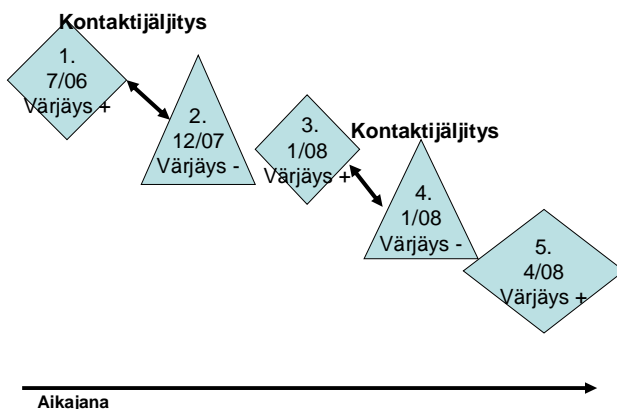 Kontaktijäljitys
1.
7/06
Värjäys +
2.
12/07
Värjäys -
3.
1/08
Värjäys +
Kontaktijäljitys
4.
1/08
Värjäys -
5.
4/08
Värjäys +
Aikajana